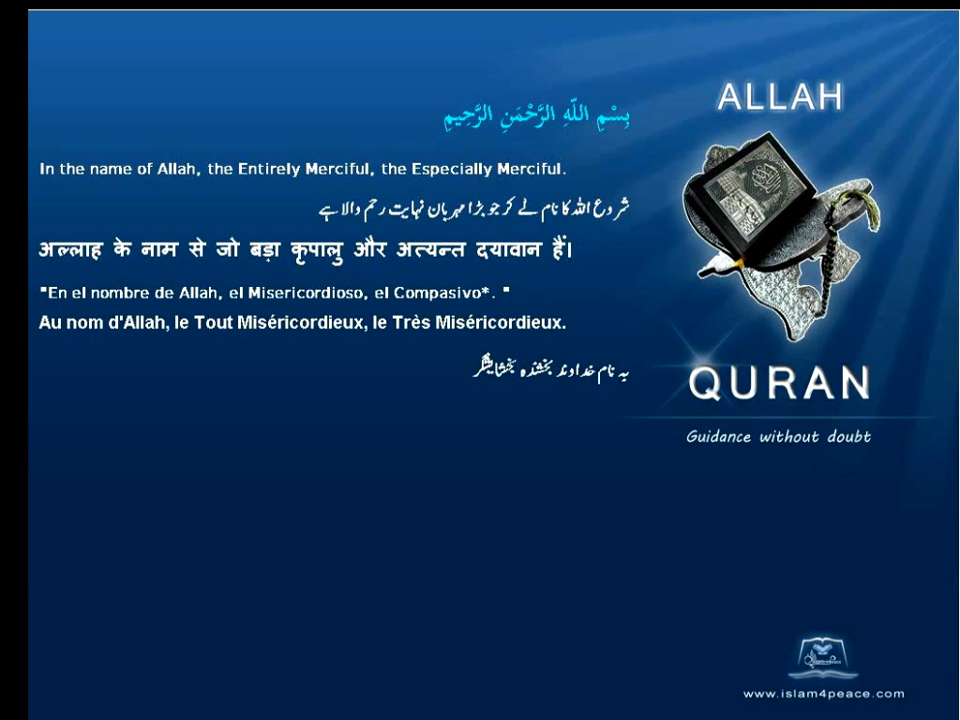 بِسْمِ اللّهِ الرَّحْمَنِ الرَّحِيمِ
In the name of Allah, the Entirely Merciful, the Especially Merciful.
شروع الله کا نام لے کر جو بڑا مہربان نہایت رحم والا ہے
अल्लाह के नाम से जो बड़ा कृपालु और अत्यन्त दयावान हैं।
"En el nombre de Allah, el Misericordioso, el Compasivo*. "
Au nom d'Allah, le Tout Miséricordieux, le Très Miséricordieux.
به نام خداوند بخشنده بخشایشگر
ALLAH
QURAN
Guidance without doubt
www.islam4peace.com